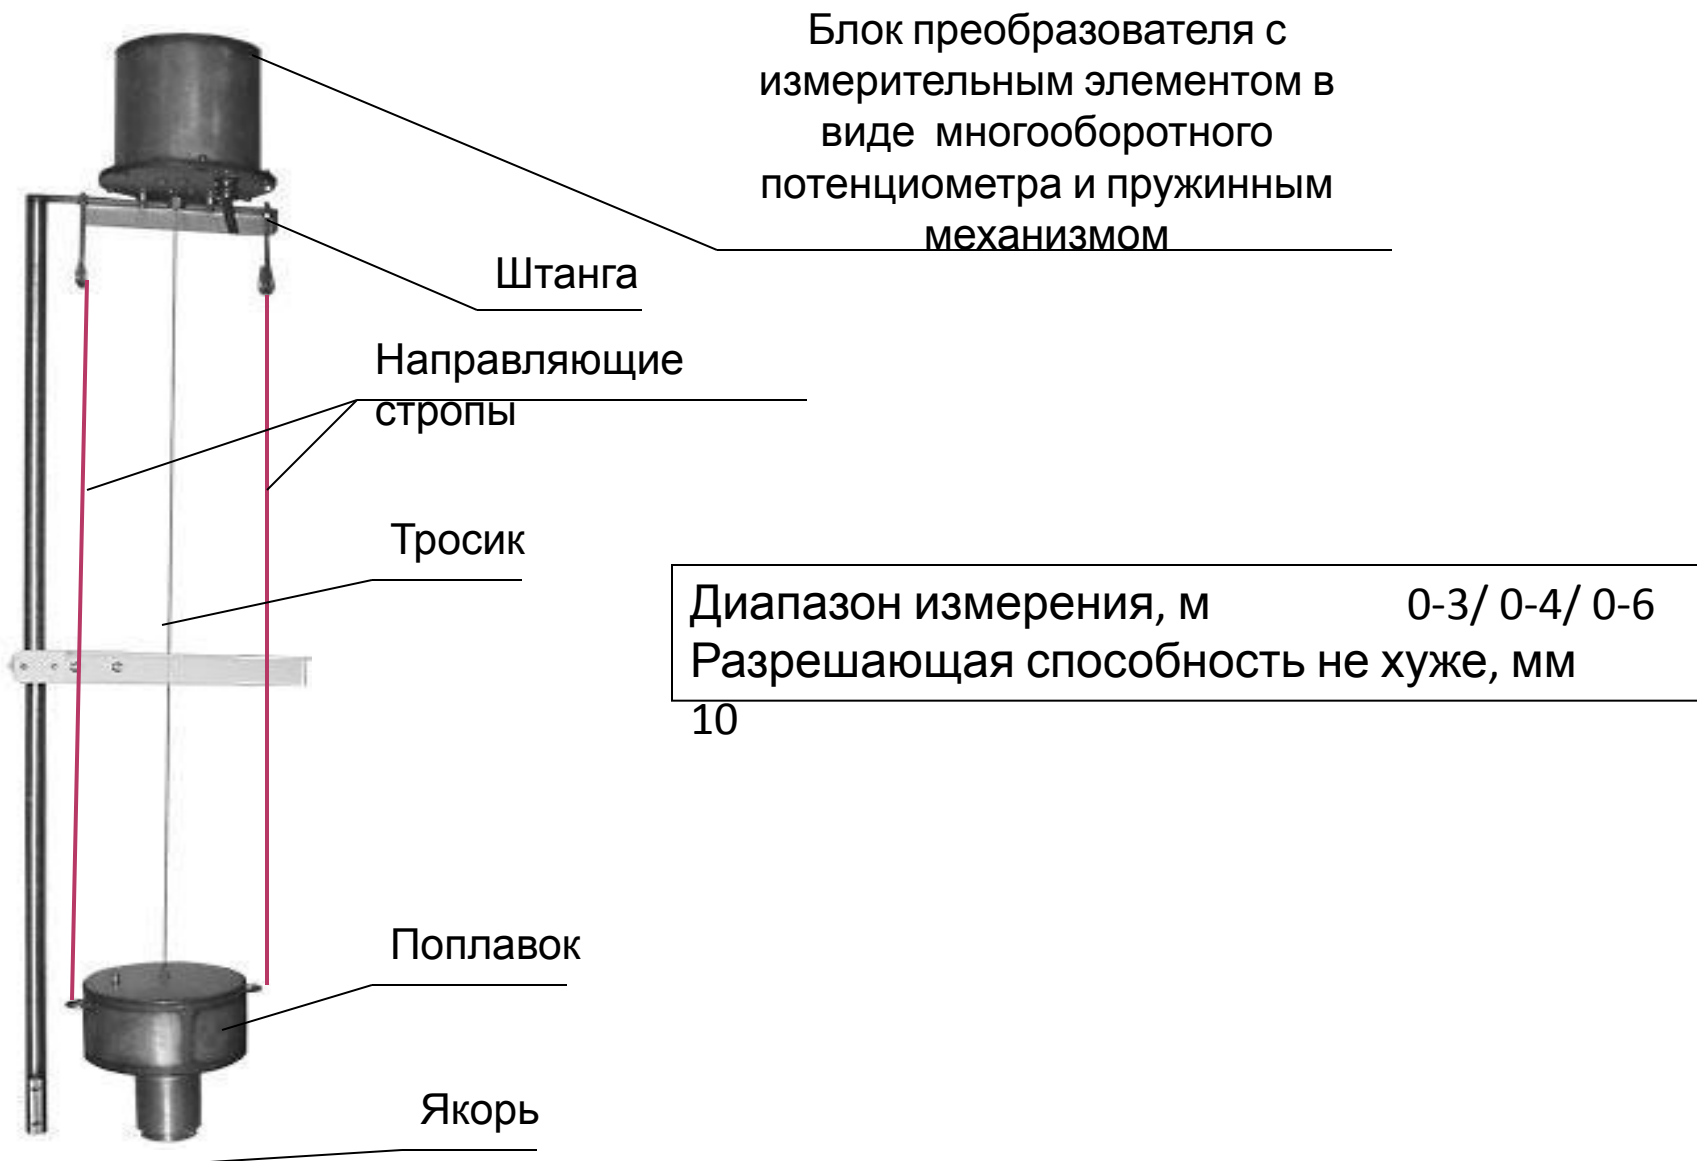 Блок преобразователя с
измерительным элементом в
виде многооборотного
потенциометра и пружинным
механизмом
Штанга
Направляющие
стропы
Тросик
Диапазон измерения, м 0-3/ 0-4/ 0-6
Разрешающая способность не хуже, мм
10
Поплавок
Якорь